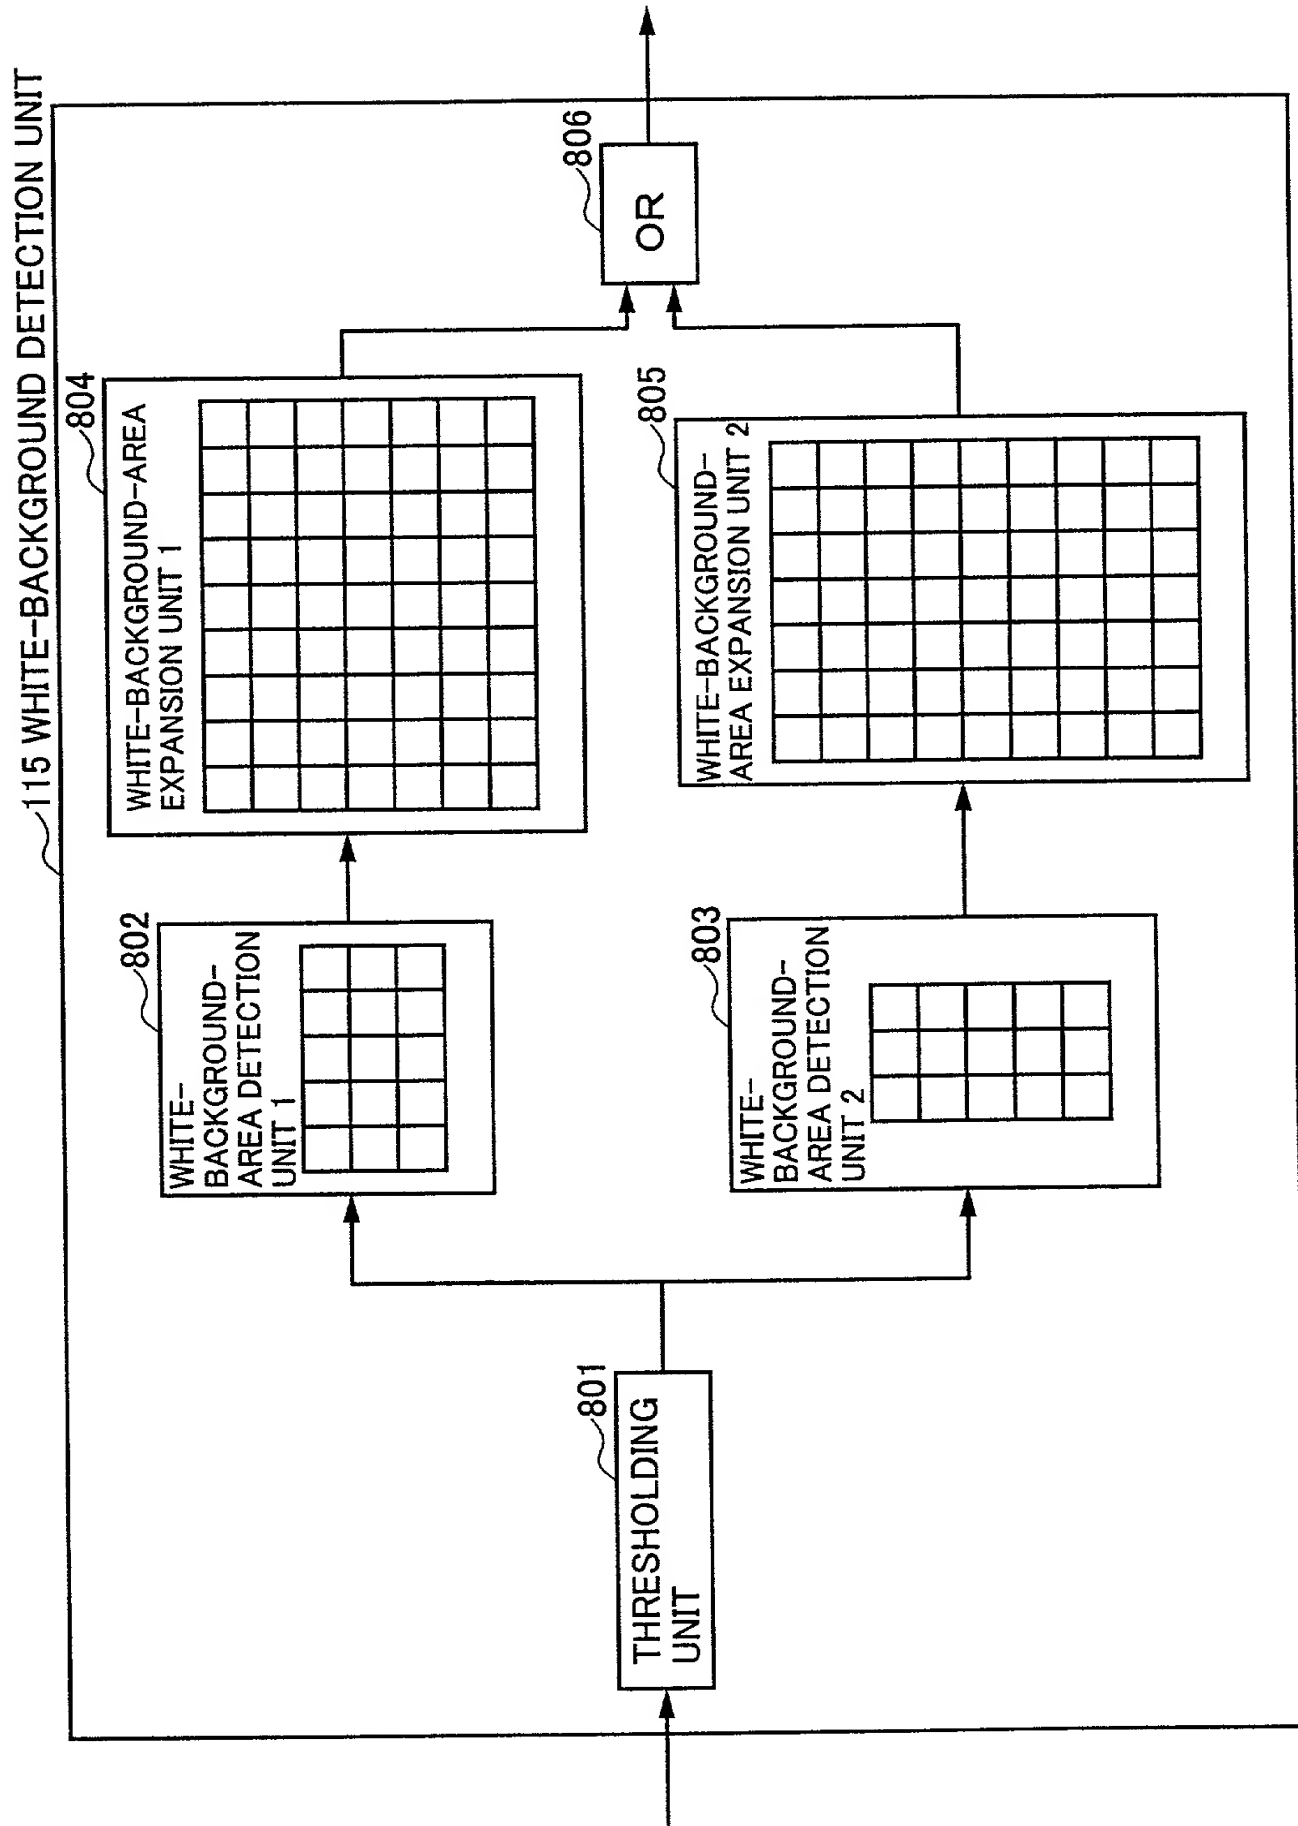 115 WHITE-BACKGROUND DETECTION UNIT
801
THRESHOLDING
UNIT
802
WHITE-
BACKGROUND-
AREA DETECTION
UNIT 1
804
WHITE-BACKGROUND-AREA
EXPANSION UNIT 1
803
WHITE-
BACKGROUND-
AREA DETECTION
UNIT 2
805
WHITE-BACKGROUND-
AREA EXPANSION UNIT 2
806
OR